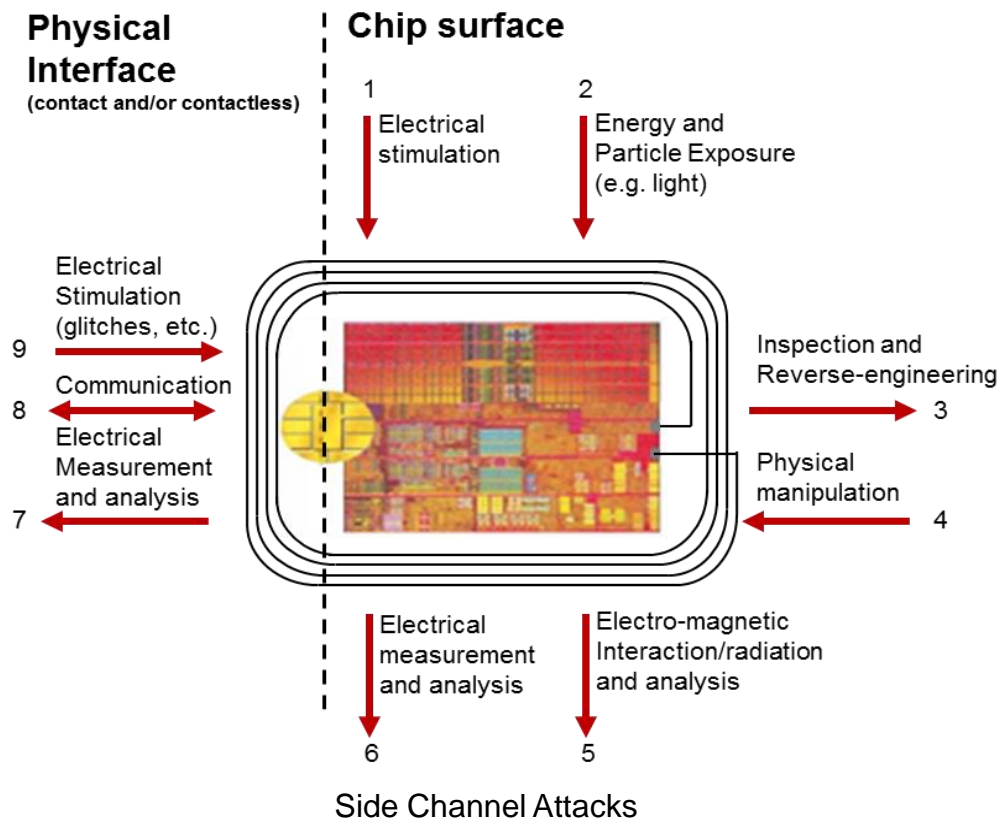 Physical
Interface
(contact and/or contactless)
Chip surface
1
Electrical
stimulation
2
Energy and
Particle Exposure
(e.g. light)
Electrical
Stimulation
(glitches, etc.)
9
Communication
8
Electrical
Measurement
and analysis
7
Inspection and
Reverse-engineering
3
Physical
manipulation
4
Electrical
measurement
and analysis
6
Electro-magnetic
Interaction/radiation
and analysis
5
Side Channel Attacks